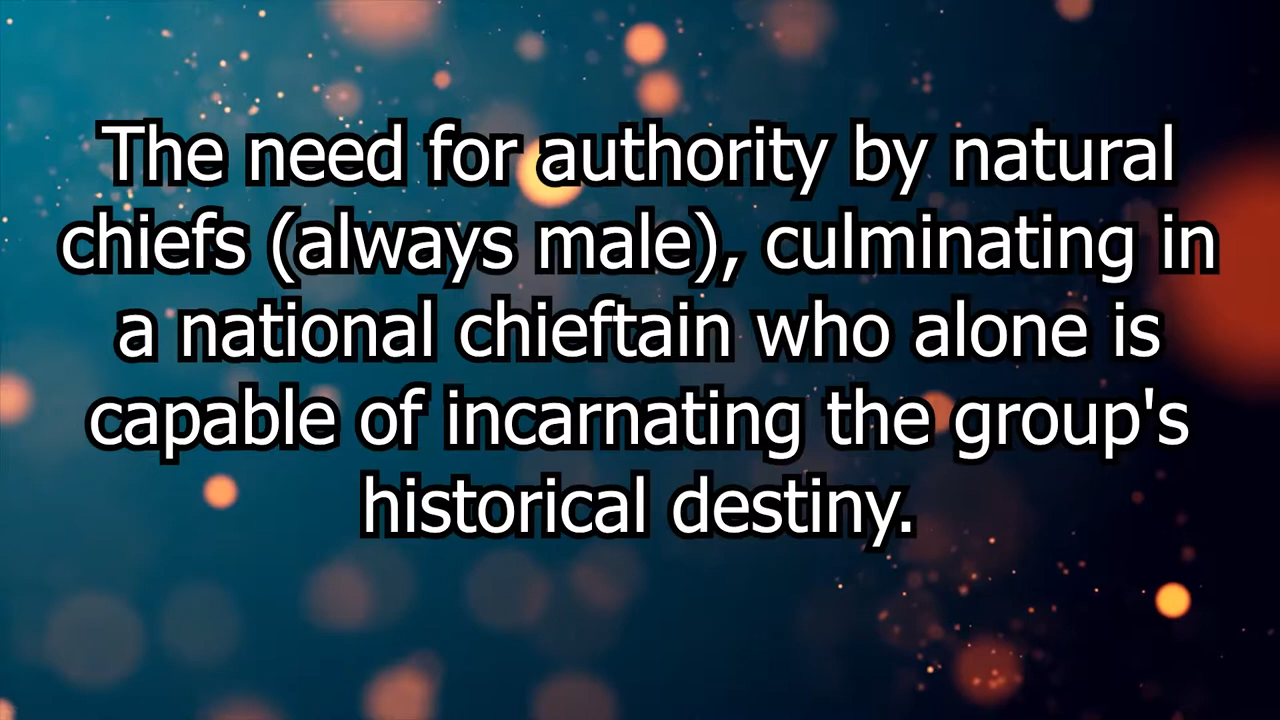 The need for authority by natural
chiefs (always male), culminating in
a national chieftain who alone is
capable of incarnating the group's
historical destiny.